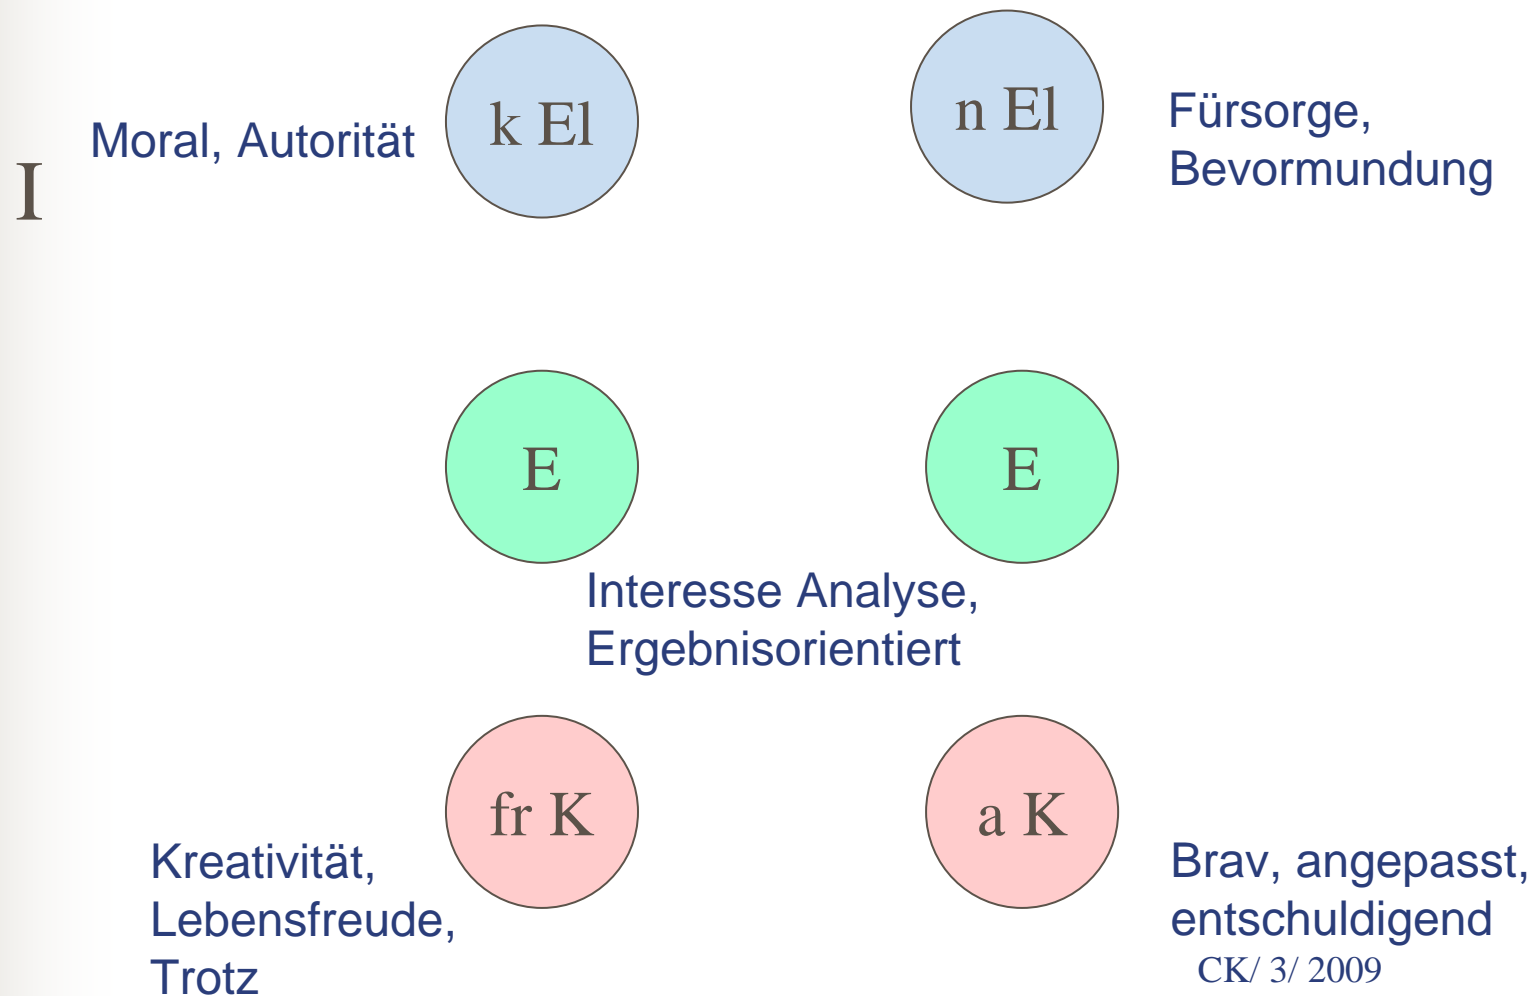 I
Moral, Autorität
k El
n El
Fürsorge,
Bevormundung
E
E
Interesse Analyse,
Ergebnisorientiert
fr K
a K
Kreativität,
Lebensfreude,
Trotz
Brav, angepasst,
entschuldigend
CK/ 3/ 2009